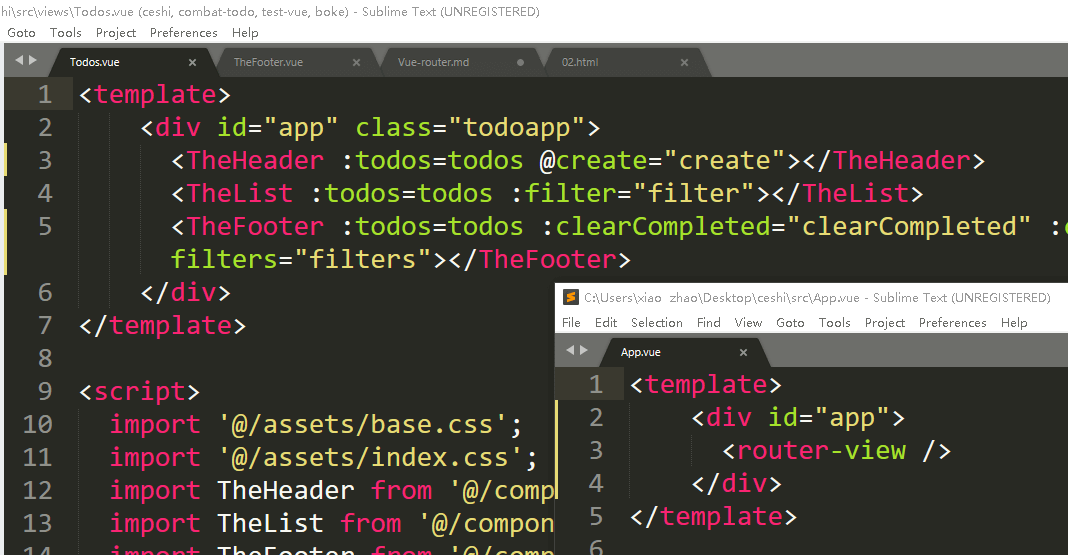 hi\src\views\Todos.vue (ceshi, combat-todo, test-vue, boke) - Sublime Text (UNREGISTERED)
Goto Tools Project Preferences Help
Todos.vue × TheFooter.vue × Vue-router.md 02.html ×
1 <template>
2 <div id="app" class="todoapp">
3 <TheHeader :todos=todos @create="create"></TheHeader>
4 <TheList :todos=todos :filter="filter"></TheList>
5 <TheFooter :todos=todos :clearCompleted="clearCompleted" :
filters="filters"></TheFooter>
6 </div>
7 </template>
8
9 <script>
10 import '@/assets/base.css';
11 import '@/assets/index.css';
12 import TheHeader from '@/comp
13 import TheList from '@/compon
14 import TheFooter from '@/comp
C:\Users\xiao zhao\Desktop\ceshi\src\App.vue - Sublime Text (UNREGISTERED)
File Edit Selection Find View Goto Tools Project Preferences Help
App.vue ×
1 <template>
2 <div id="app">
3 <router-view />
4 </div>
5 </template>
6